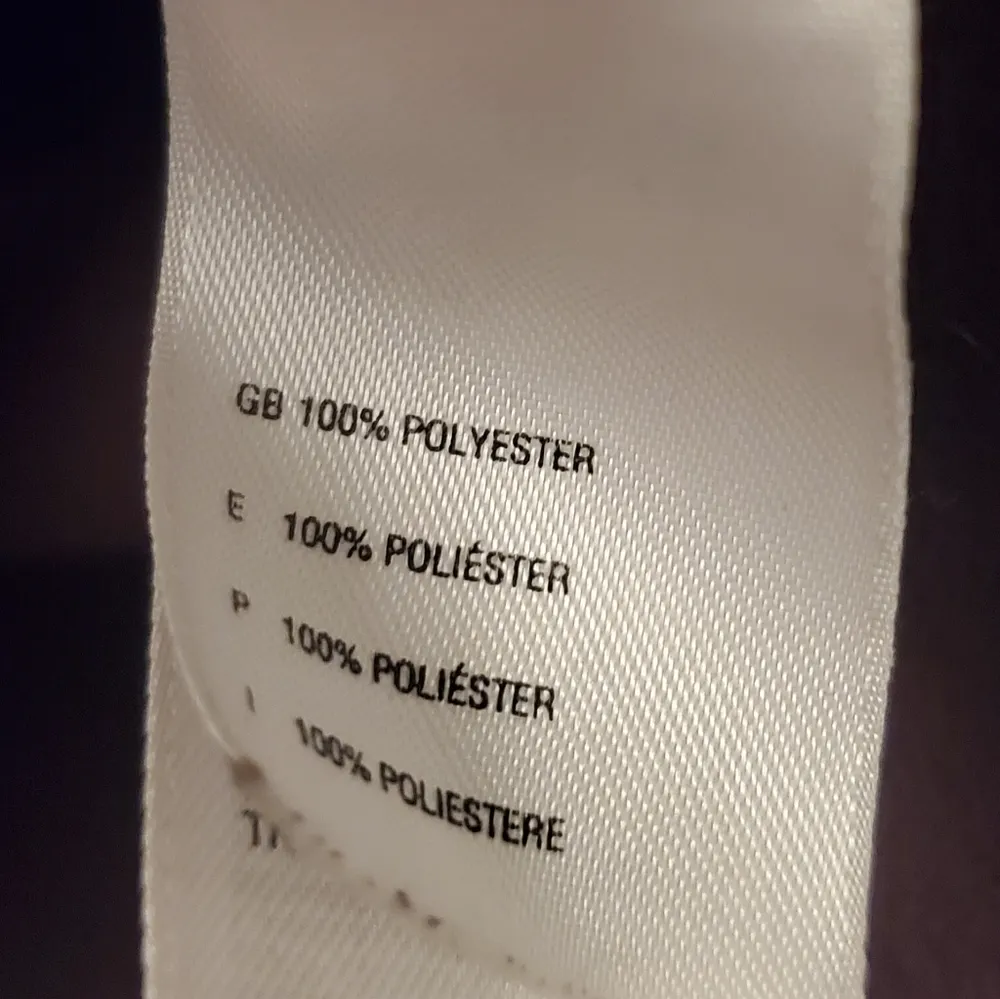 GB 100% POLYESTER
E 100% POLIÉSTER
P 100% POLIÉSTER
I 100% POLIESTERE